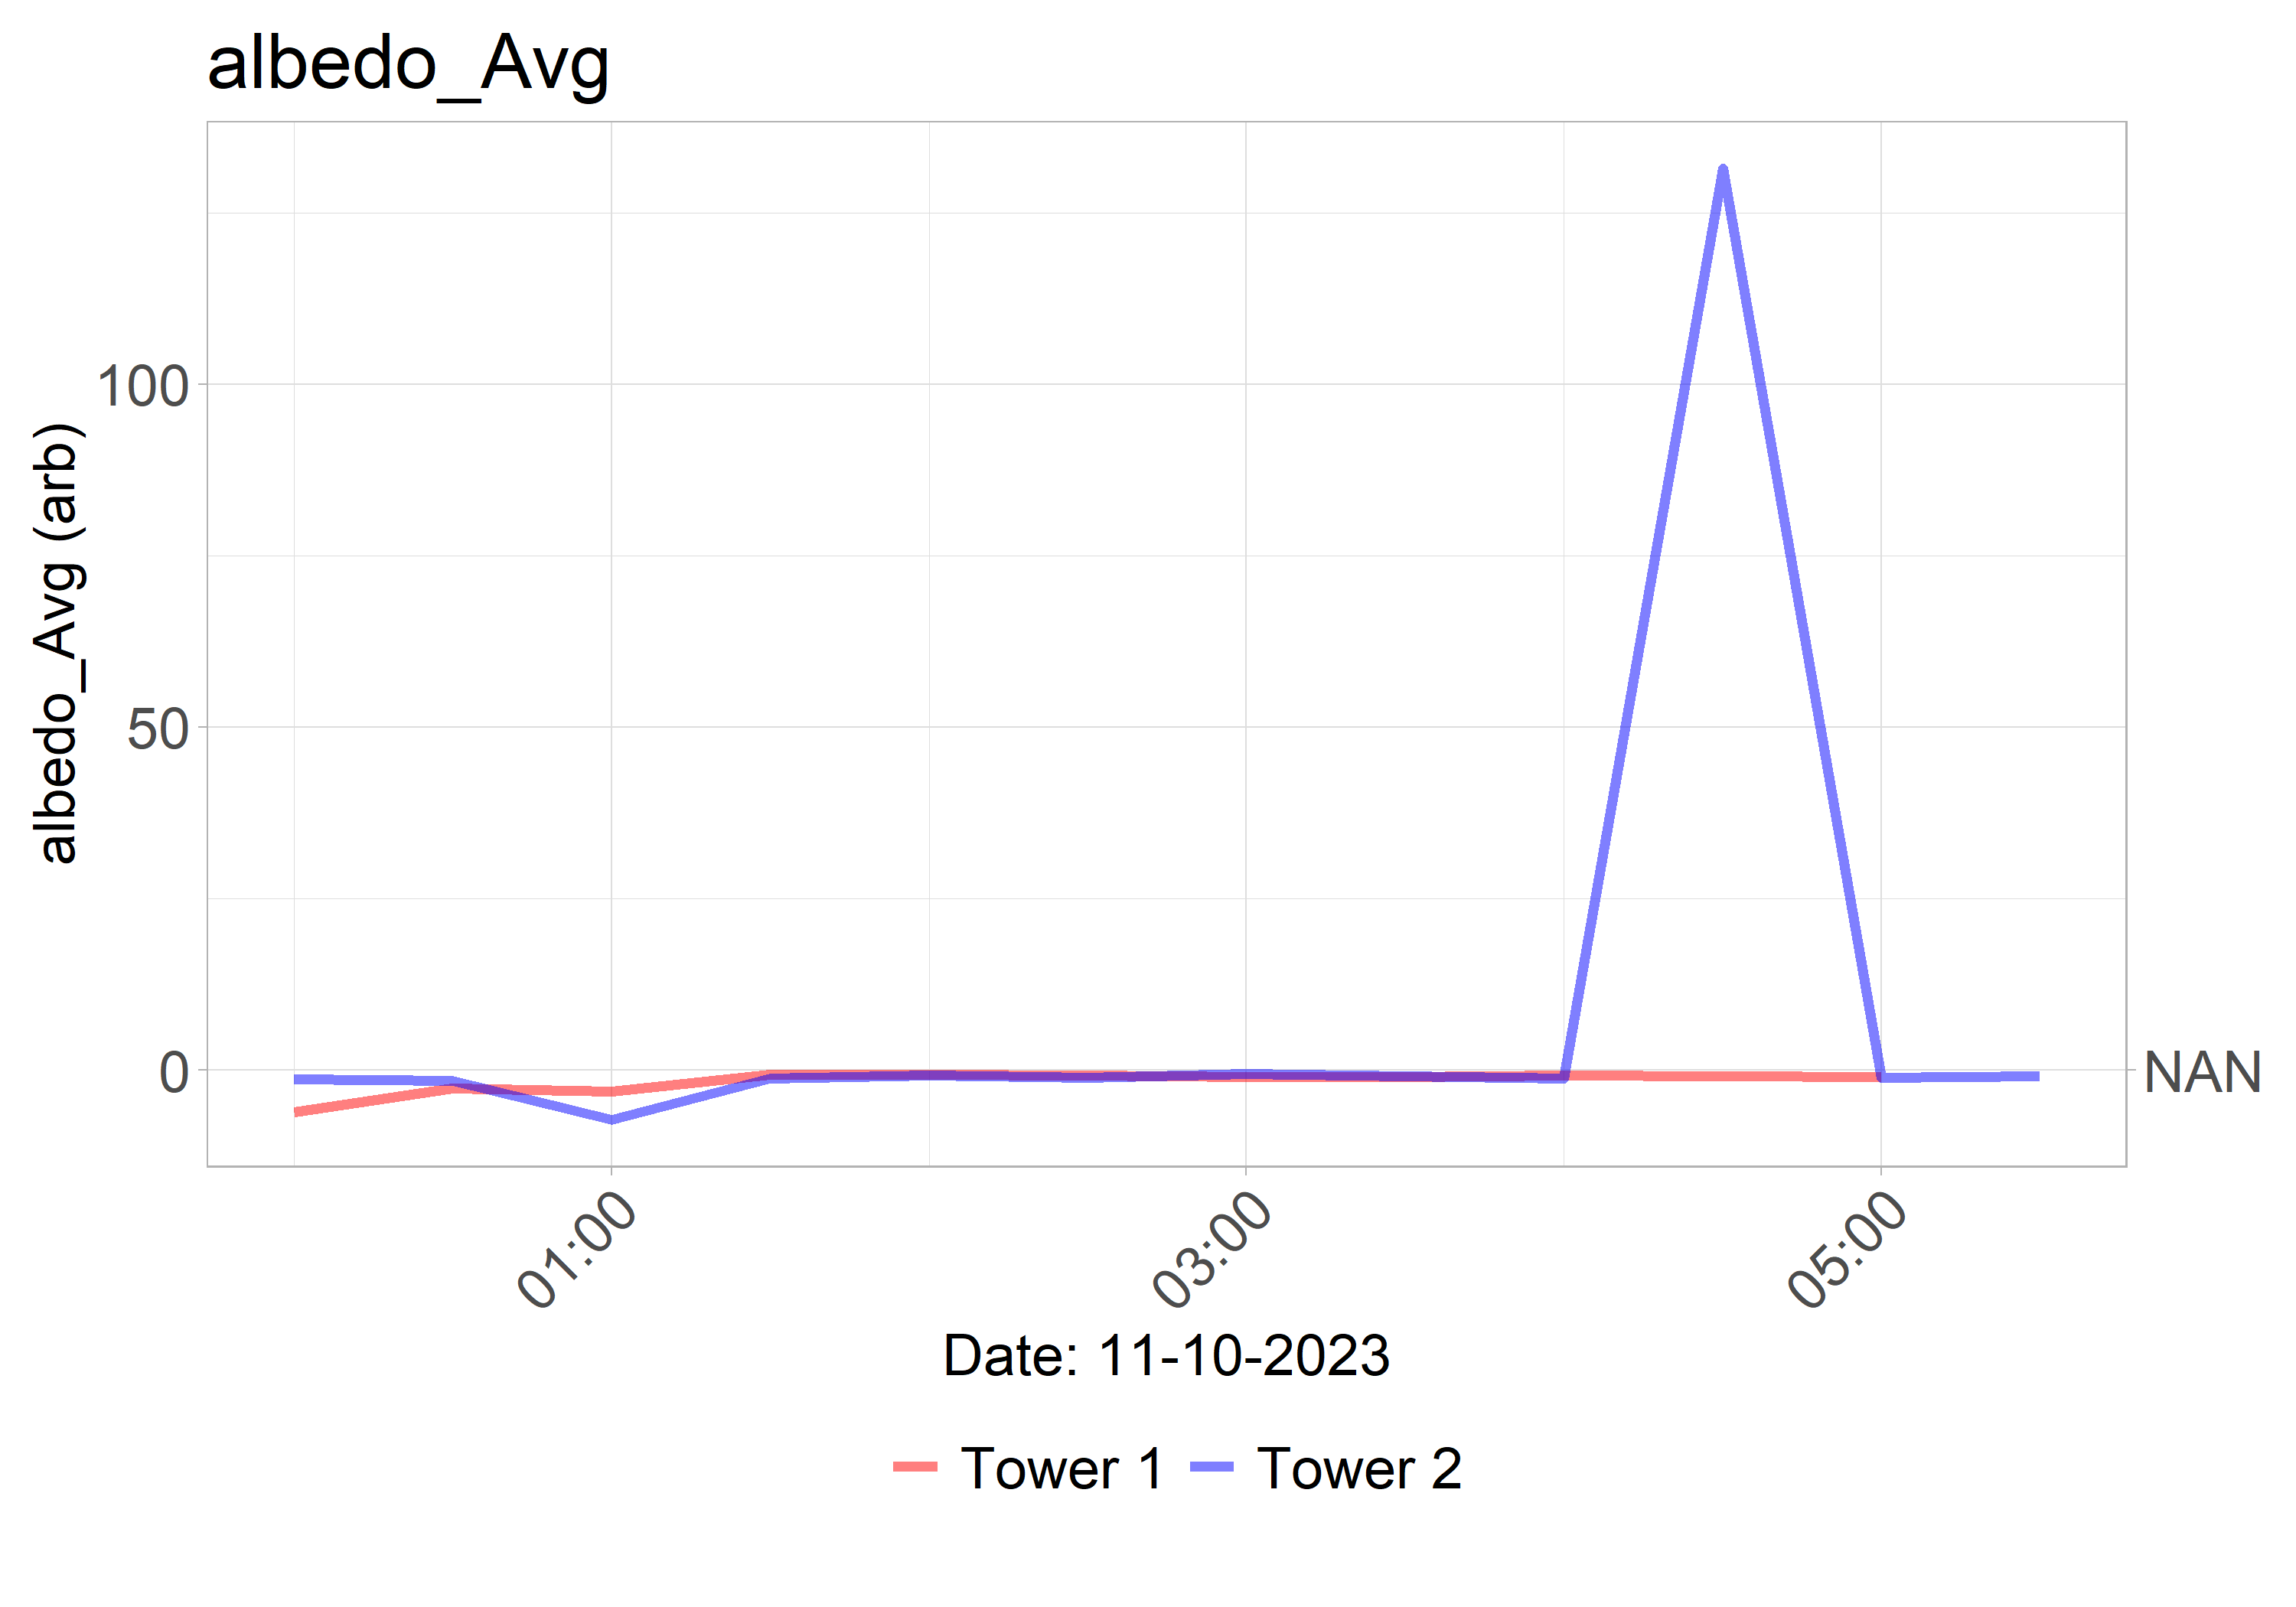 albedo_Avg
albedo_Avg (arb)
100
50
0
NAN
01:00
03:00
05:00
Date: 11-10-2023
Tower 1
Tower 2